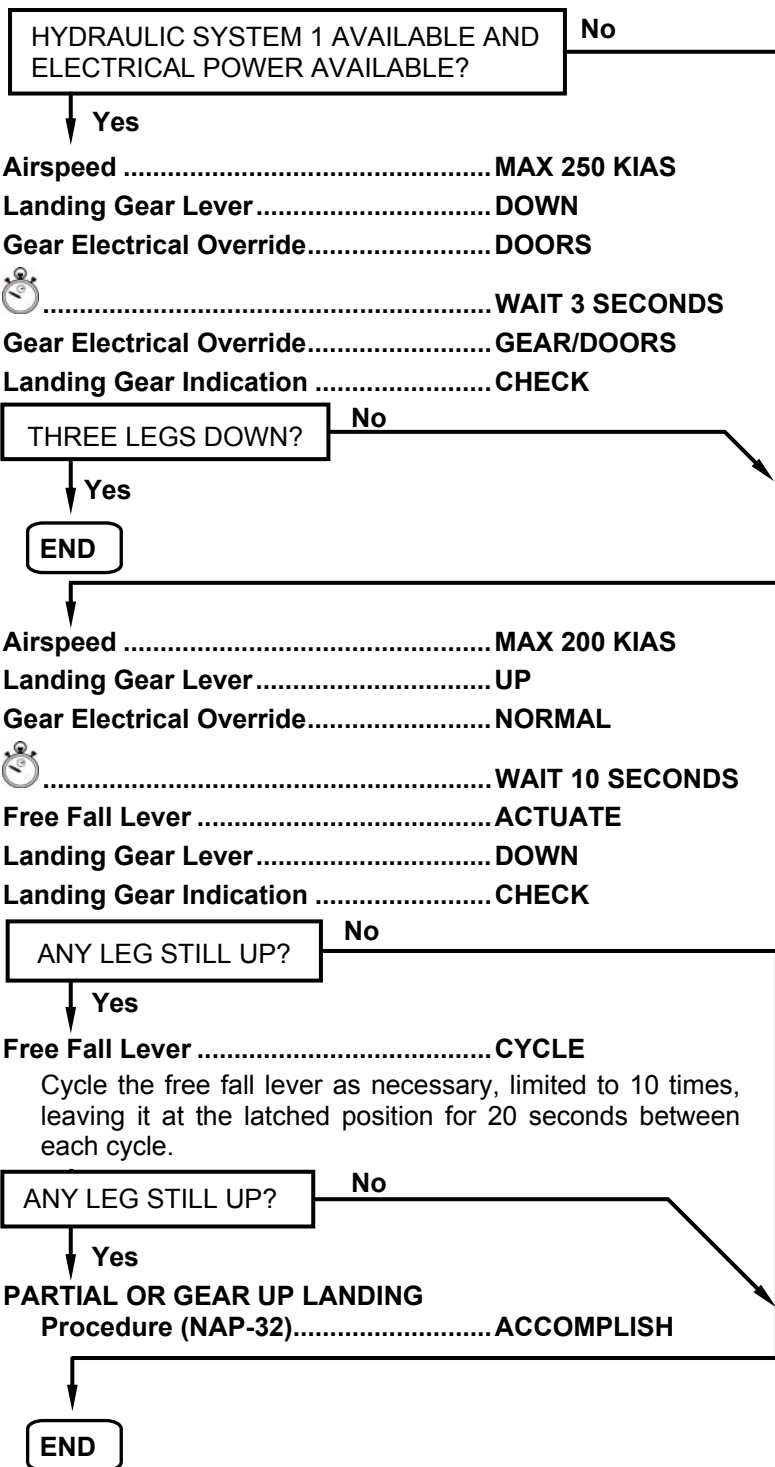 HYDRAULIC SYSTEM 1 AVAILABLE AND No
ELECTRICAL POWER AVAILABLE?
Yes
Airspeed ..................................................MAX 250 KIAS
Landing Gear Lever................................DOWN
Gear Electrical Override.........................DOORS
.............................................................WAIT 3 SECONDS
Gear Electrical Override.........................GEAR/DOORS
Landing Gear Indication ........................CHECK
THREE LEGS DOWN? No
Yes
END
Airspeed ..................................................MAX 200 KIAS
Landing Gear Lever................................UP
Gear Electrical Override.........................NORMAL
.............................................................WAIT 10 SECONDS
Free Fall Lever ........................................ACTUATE
Landing Gear Lever................................DOWN
Landing Gear Indication ........................CHECK
ANY LEG STILL UP? No
Yes
Free Fall Lever ........................................CYCLE
Cycle the free fall lever as necessary, limited to 10 times,
leaving it at the latched position for 20 seconds between
each cycle.
ANY LEG STILL UP? No
Yes
PARTIAL OR GEAR UP LANDING
Procedure (NAP-32)...........................ACCOMPLISH
END